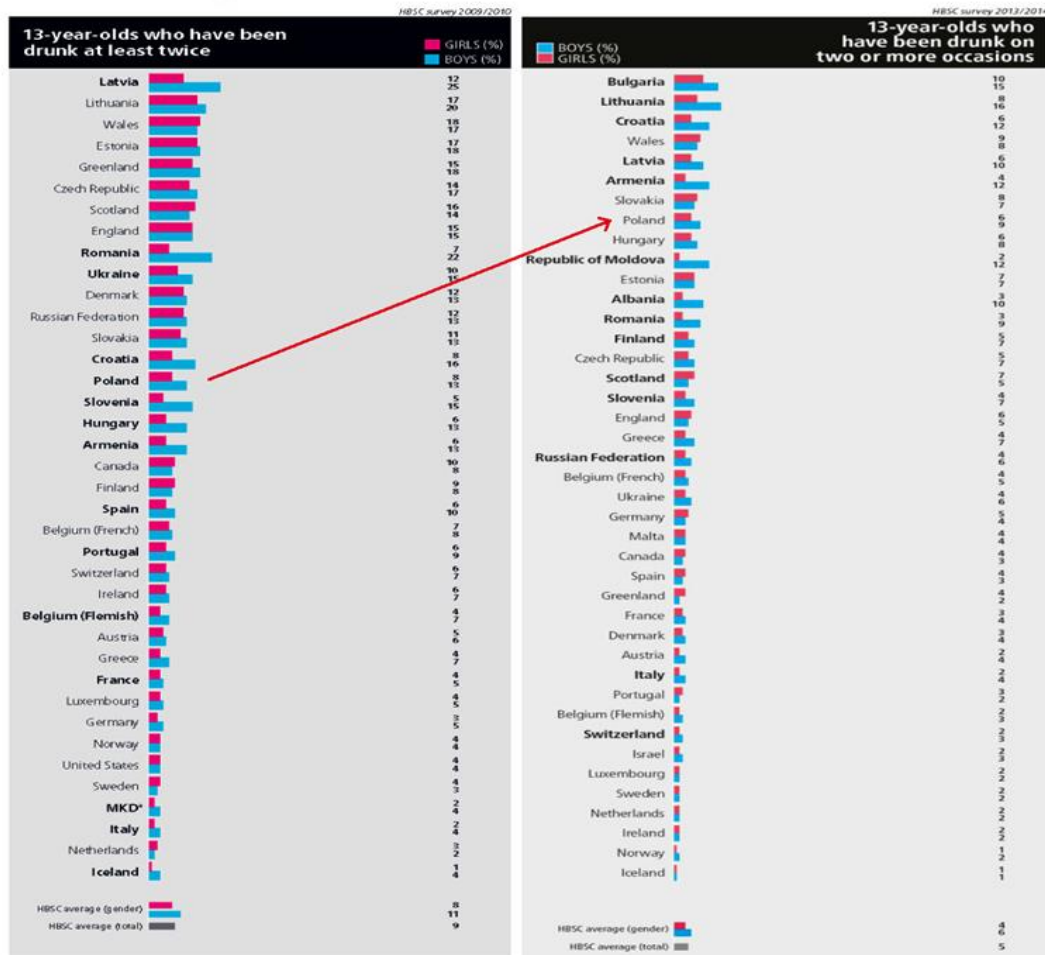 HBSC survey 2009/2010
13-year-olds who have been
drunk at least twice
GIRLS (%)
BOYS (%)
Latvia 12
25
Lithuania 17
20
Wales 18
17
Estonia 17
18
Greenland 15
18
Czech Republic 14
17
Scotland 16
14
England 15
15
Romania 7
22
Ukraine 10
15
Denmark 12
13
Russian Federation 12
13
Slovakia 11
13
Croatia 8
16
Poland 8
13
Slovenia 5
15
Hungary 6
13
Armenia 6
13
Canada 10
8
Finland 9
8
Spain 6
10
Belgium (French) 7
8
Portugal 6
9
Switzerland 6
7
Ireland 6
7
Belgium (Flemish) 4
7
Austria 5
6
Greece 4
7
France 4
5
Luxembourg 4
5
Germany 3
5
Norway 4
4
United States 4
4
Sweden 4
3
MKD* 2
4
Italy 2
4
Netherlands 3
2
Iceland 1
4
HBSC average (gender) 8
11
HBSC average (total) 9
HBSC survey 2013/2014
13-year-olds who
have been drunk on
two or more occasions
BOYS (%)
GIRLS (%)
Bulgaria 10
15
Lithuania 8
16
Croatia 6
12
Wales 9
8
Latvia 6
10
Armenia 4
12
Slovakia 8
7
Poland 6
9
Hungary 6
8
Republic of Moldova 2
12
Estonia 7
7
Albania 3
10
Romania 3
9
Finland 5
7
Czech Republic 5
7
Scotland 7
5
Slovenia 4
7
England 6
5
Greece 4
7
Russian Federation 4
6
Belgium (French) 4
5
Ukraine 4
6
Germany 5
4
Malta 4
4
Canada 4
3
Spain 4
3
Greenland 4
2
France 3
4
Denmark 3
4
Austria 2
4
Italy 2
4
Portugal 3
2
Belgium (Flemish) 2
3
Switzerland 2
3
Israel 2
3
Luxembourg 2
2
Sweden 2
2
Netherlands 2
2
Ireland 2
2
Norway 1
2
Iceland 1
1
HBSC average (gender) 4
6
HBSC average (total) 5